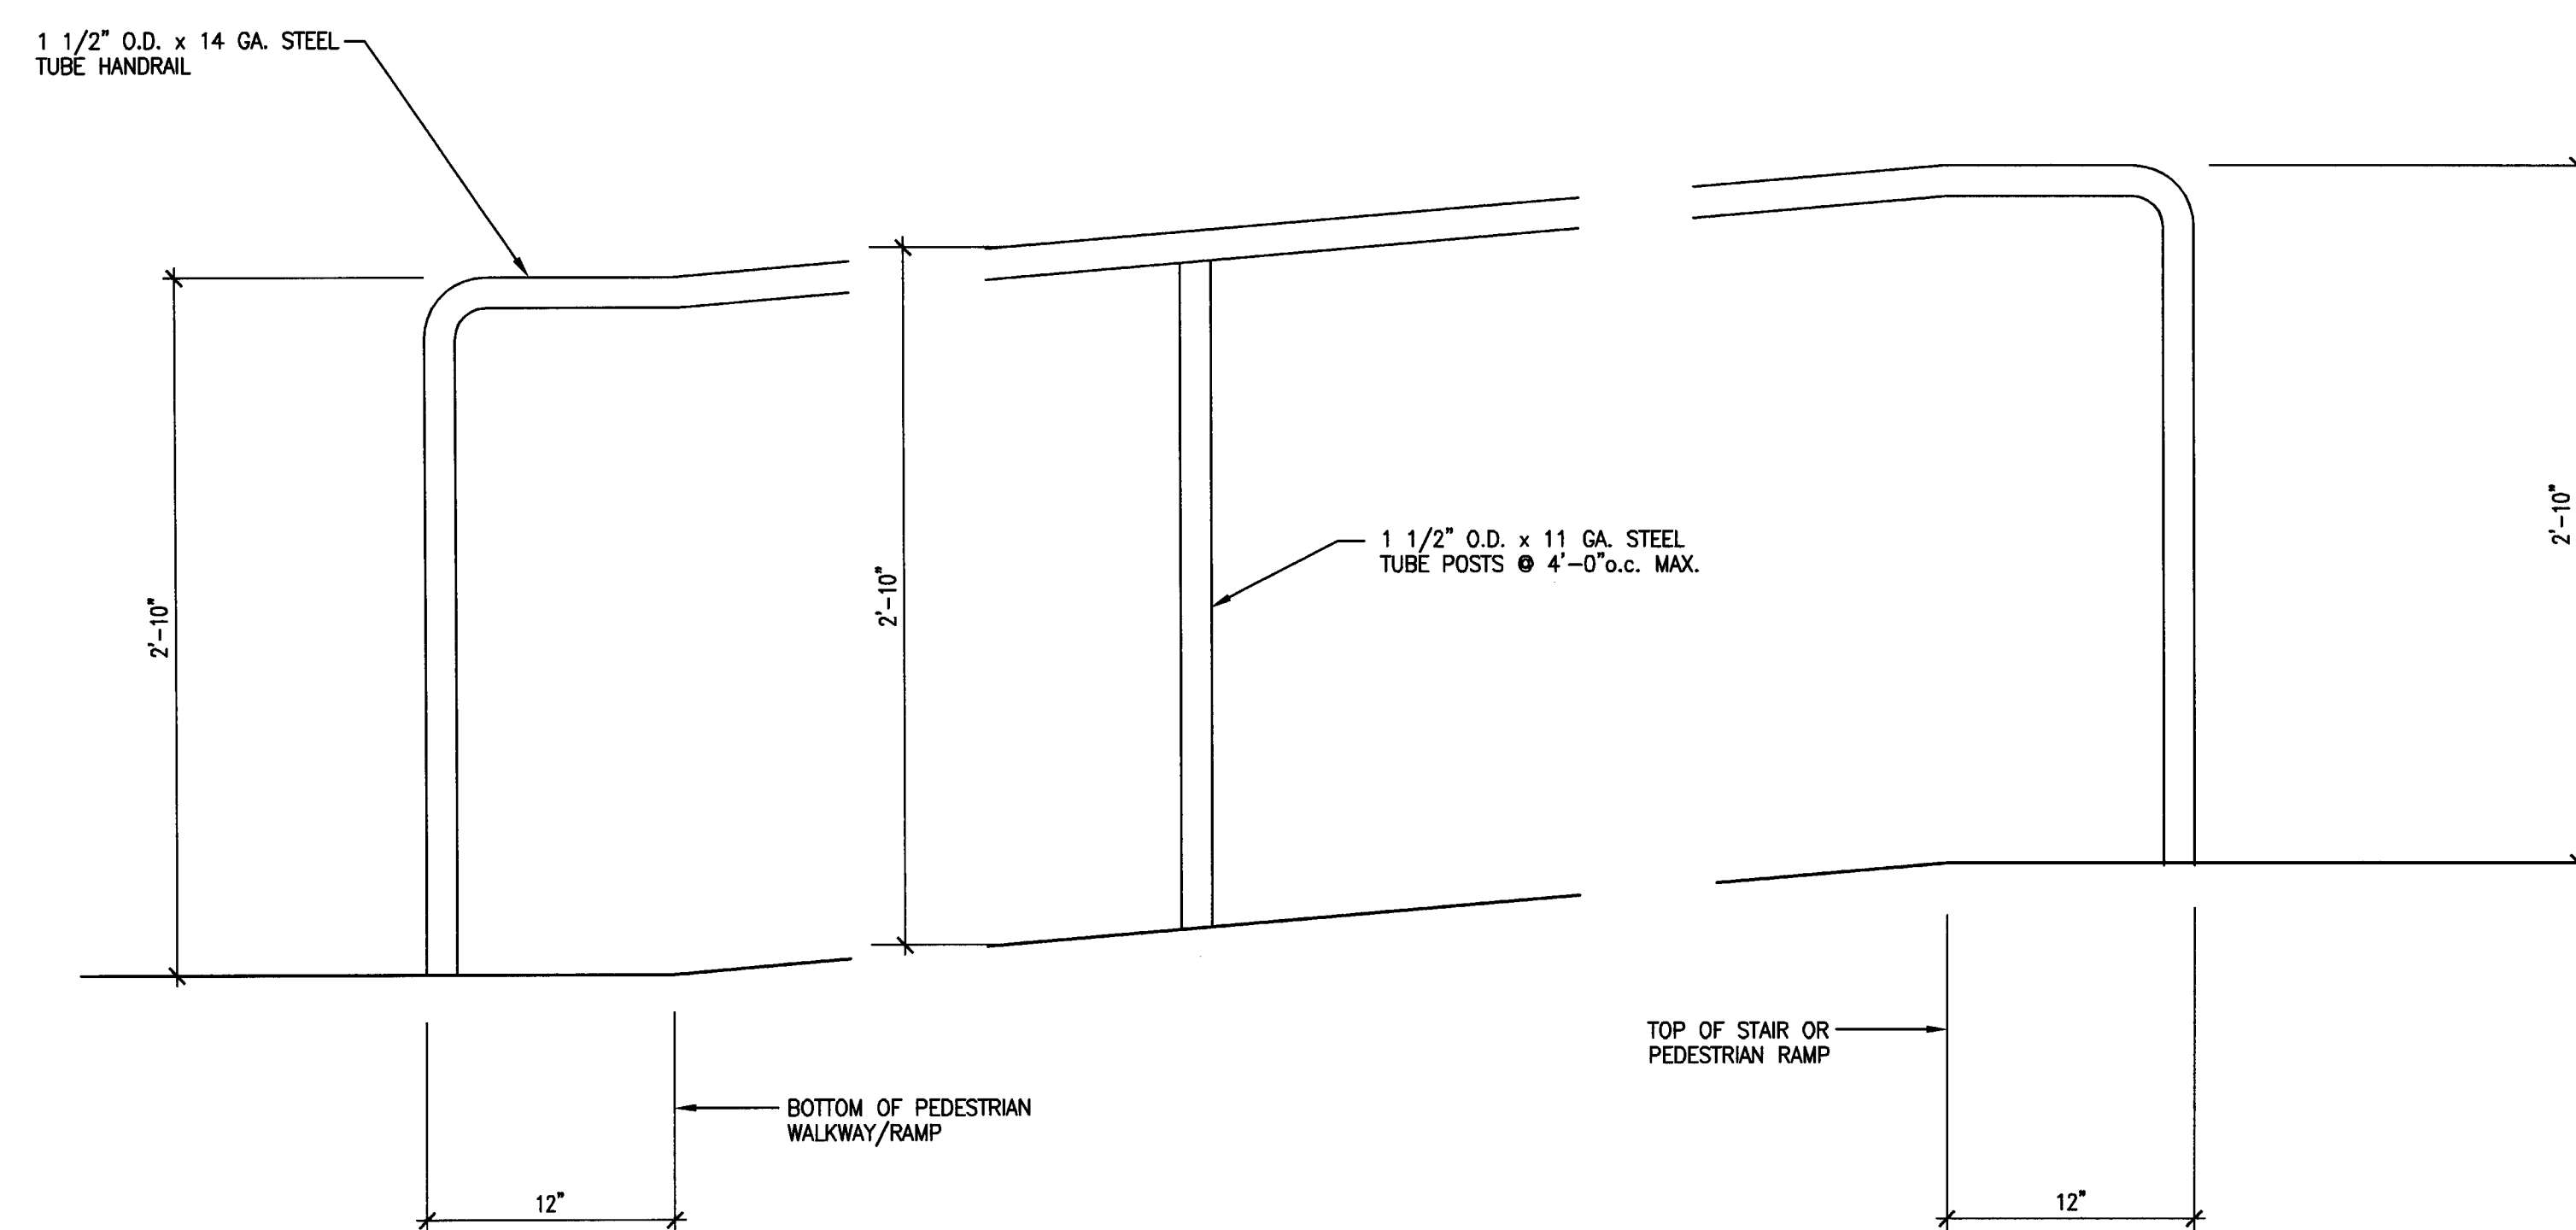 1 1/2" O.D. x 14 GA. STEEL
TUBE HANDRAIL
2'-10"
2'-10"
1 1/2" O.D. x 11 GA. STEEL
TUBE POSTS @ 4'-0"o.c. MAX.
2'-10"
TOP OF STAIR OR
PEDESTRIAN RAMP
BOTTOM OF PEDESTRIAN
WALKWAY/RAMP
12"
12"